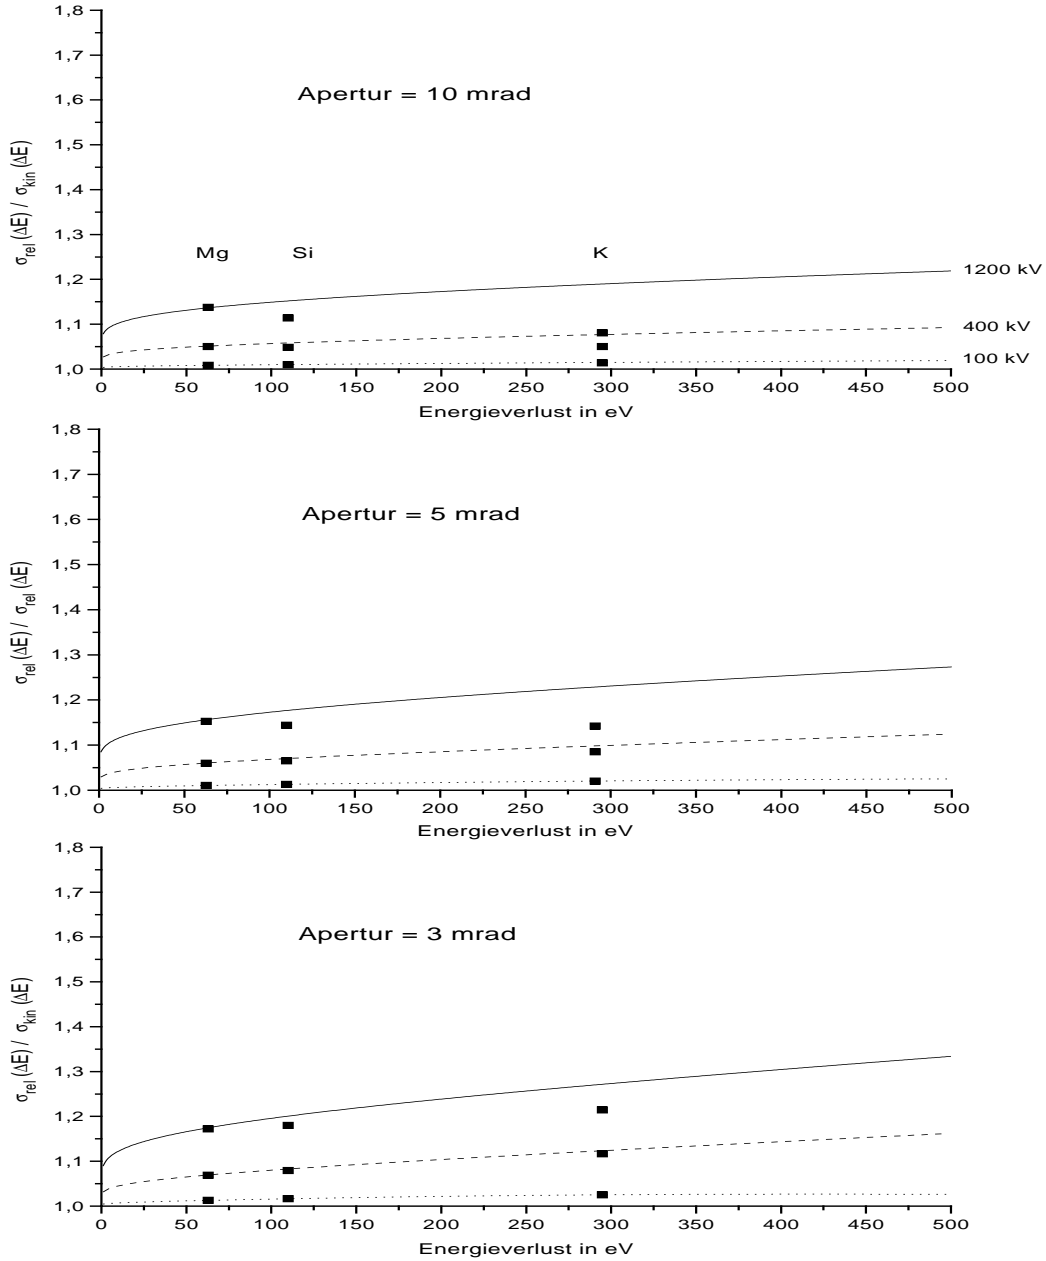 1,8
1,7
1,6
Apertur = 10 mrad
1,5
1,4
1,3
Mg Si K
1,2
1200 kV
1,1
400 kV
100 kV
1,0
σrel (ΔE) / σkin (ΔE)
0 50 100 150 200 250 300 350 400 450 500
Energieverlust in eV
1,8
1,7
1,6
Apertur = 5 mrad
1,5
1,4
1,3
1,2
1,1
1,0
σrel (ΔE) / σrel (ΔE)
0 50 100 150 200 250 300 350 400 450 500
Energieverlust in eV
1,8
1,7
1,6
Apertur = 3 mrad
1,5
1,4
1,3
1,2
1,1
1,0
σrel (ΔE) / σkin (ΔE)
0 50 100 150 200 250 300 350 400 450 500
Energieverlust in eV